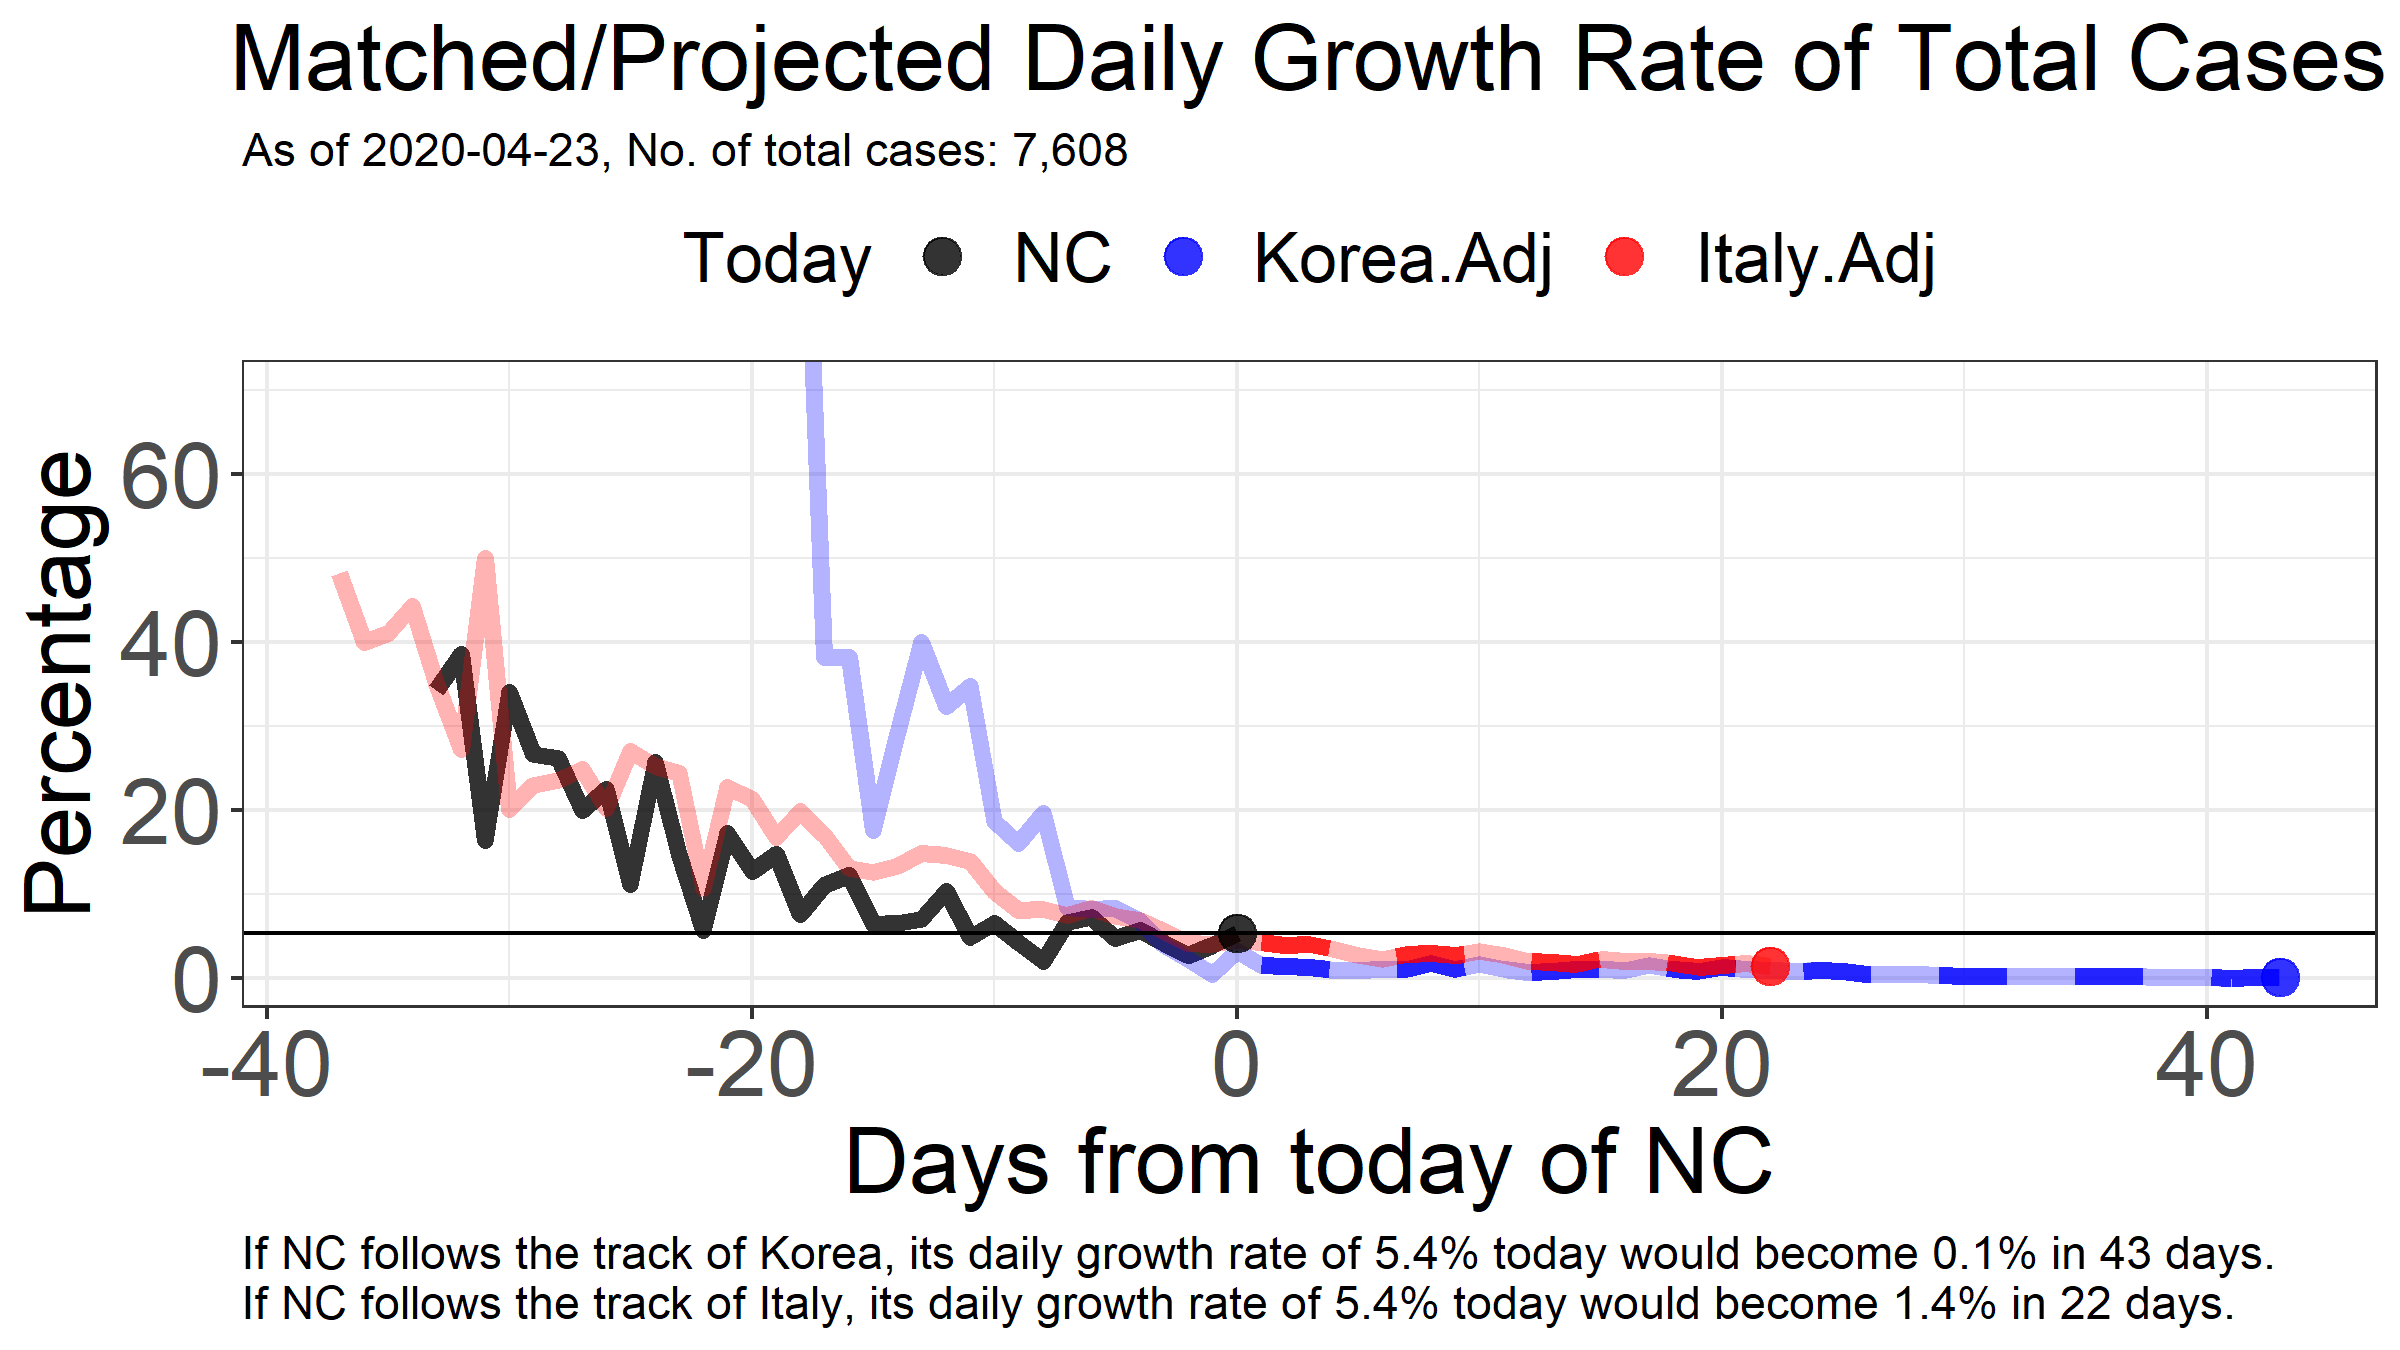 Matched/Projected Daily Growth Rate of Total Cases
As of 2020-04-23, No. of total cases: 7,608
Today NC Korea.Adj Italy.Adj
Percentage
60
40
20
0
-40 -20 0 20 40
Days from today of NC
If NC follows the track of Korea, its daily growth rate of 5.4% today would become 0.1% in 43 days.
If NC follows the track of Italy, its daily growth rate of 5.4% today would become 1.4% in 22 days.